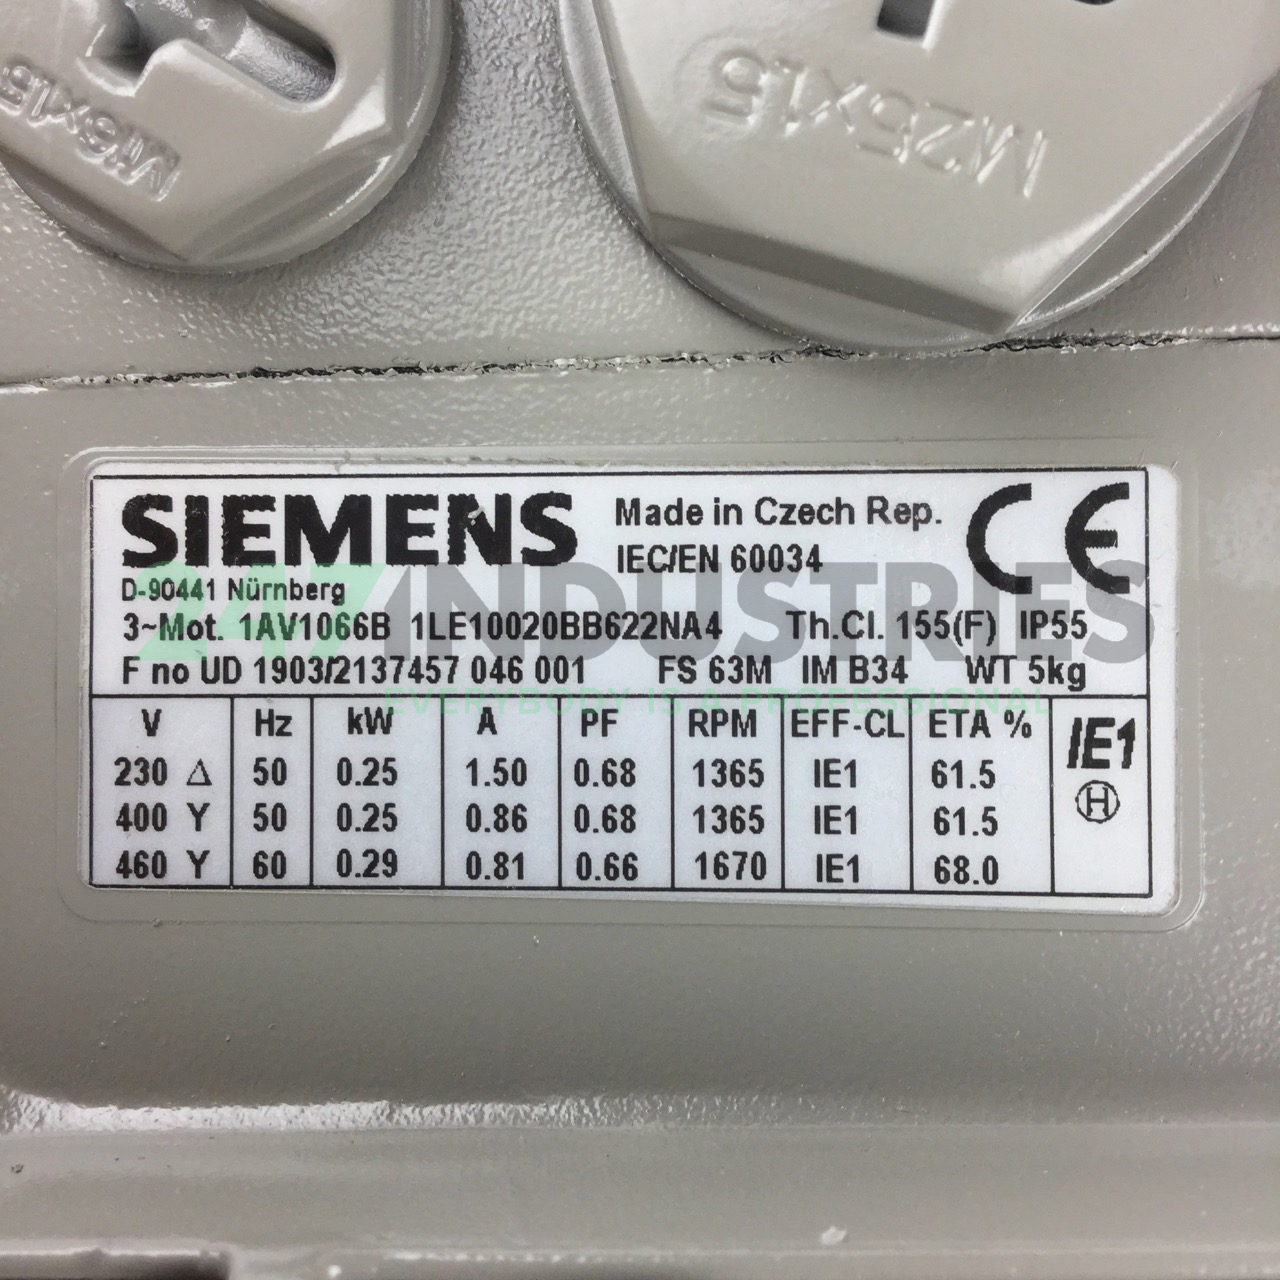 M16x1.5
M25x1.5
SIEMENS
Made in Czech Rep.
IEC/EN 60034
CE
D-90441 Nürnberg
3~Mot. 1AV1066B 1LE10020BB622NA4 Th.Cl. 155(F) IP55
F no UD 1903/2137457 046 001 FS 63M IM B34 WT 5kg
V Hz kW A PF RPM EFF-CL ETA %
230 Δ 50 0.25 1.50 0.68 1365 IE1 61.5
400 Y 50 0.25 0.86 0.68 1365 IE1 61.5
460 Y 60 0.29 0.81 0.66 1670 IE1 68.0
IE1
H
247INDUSTRIES
EVERYBODY IS A PROFESSIONAL